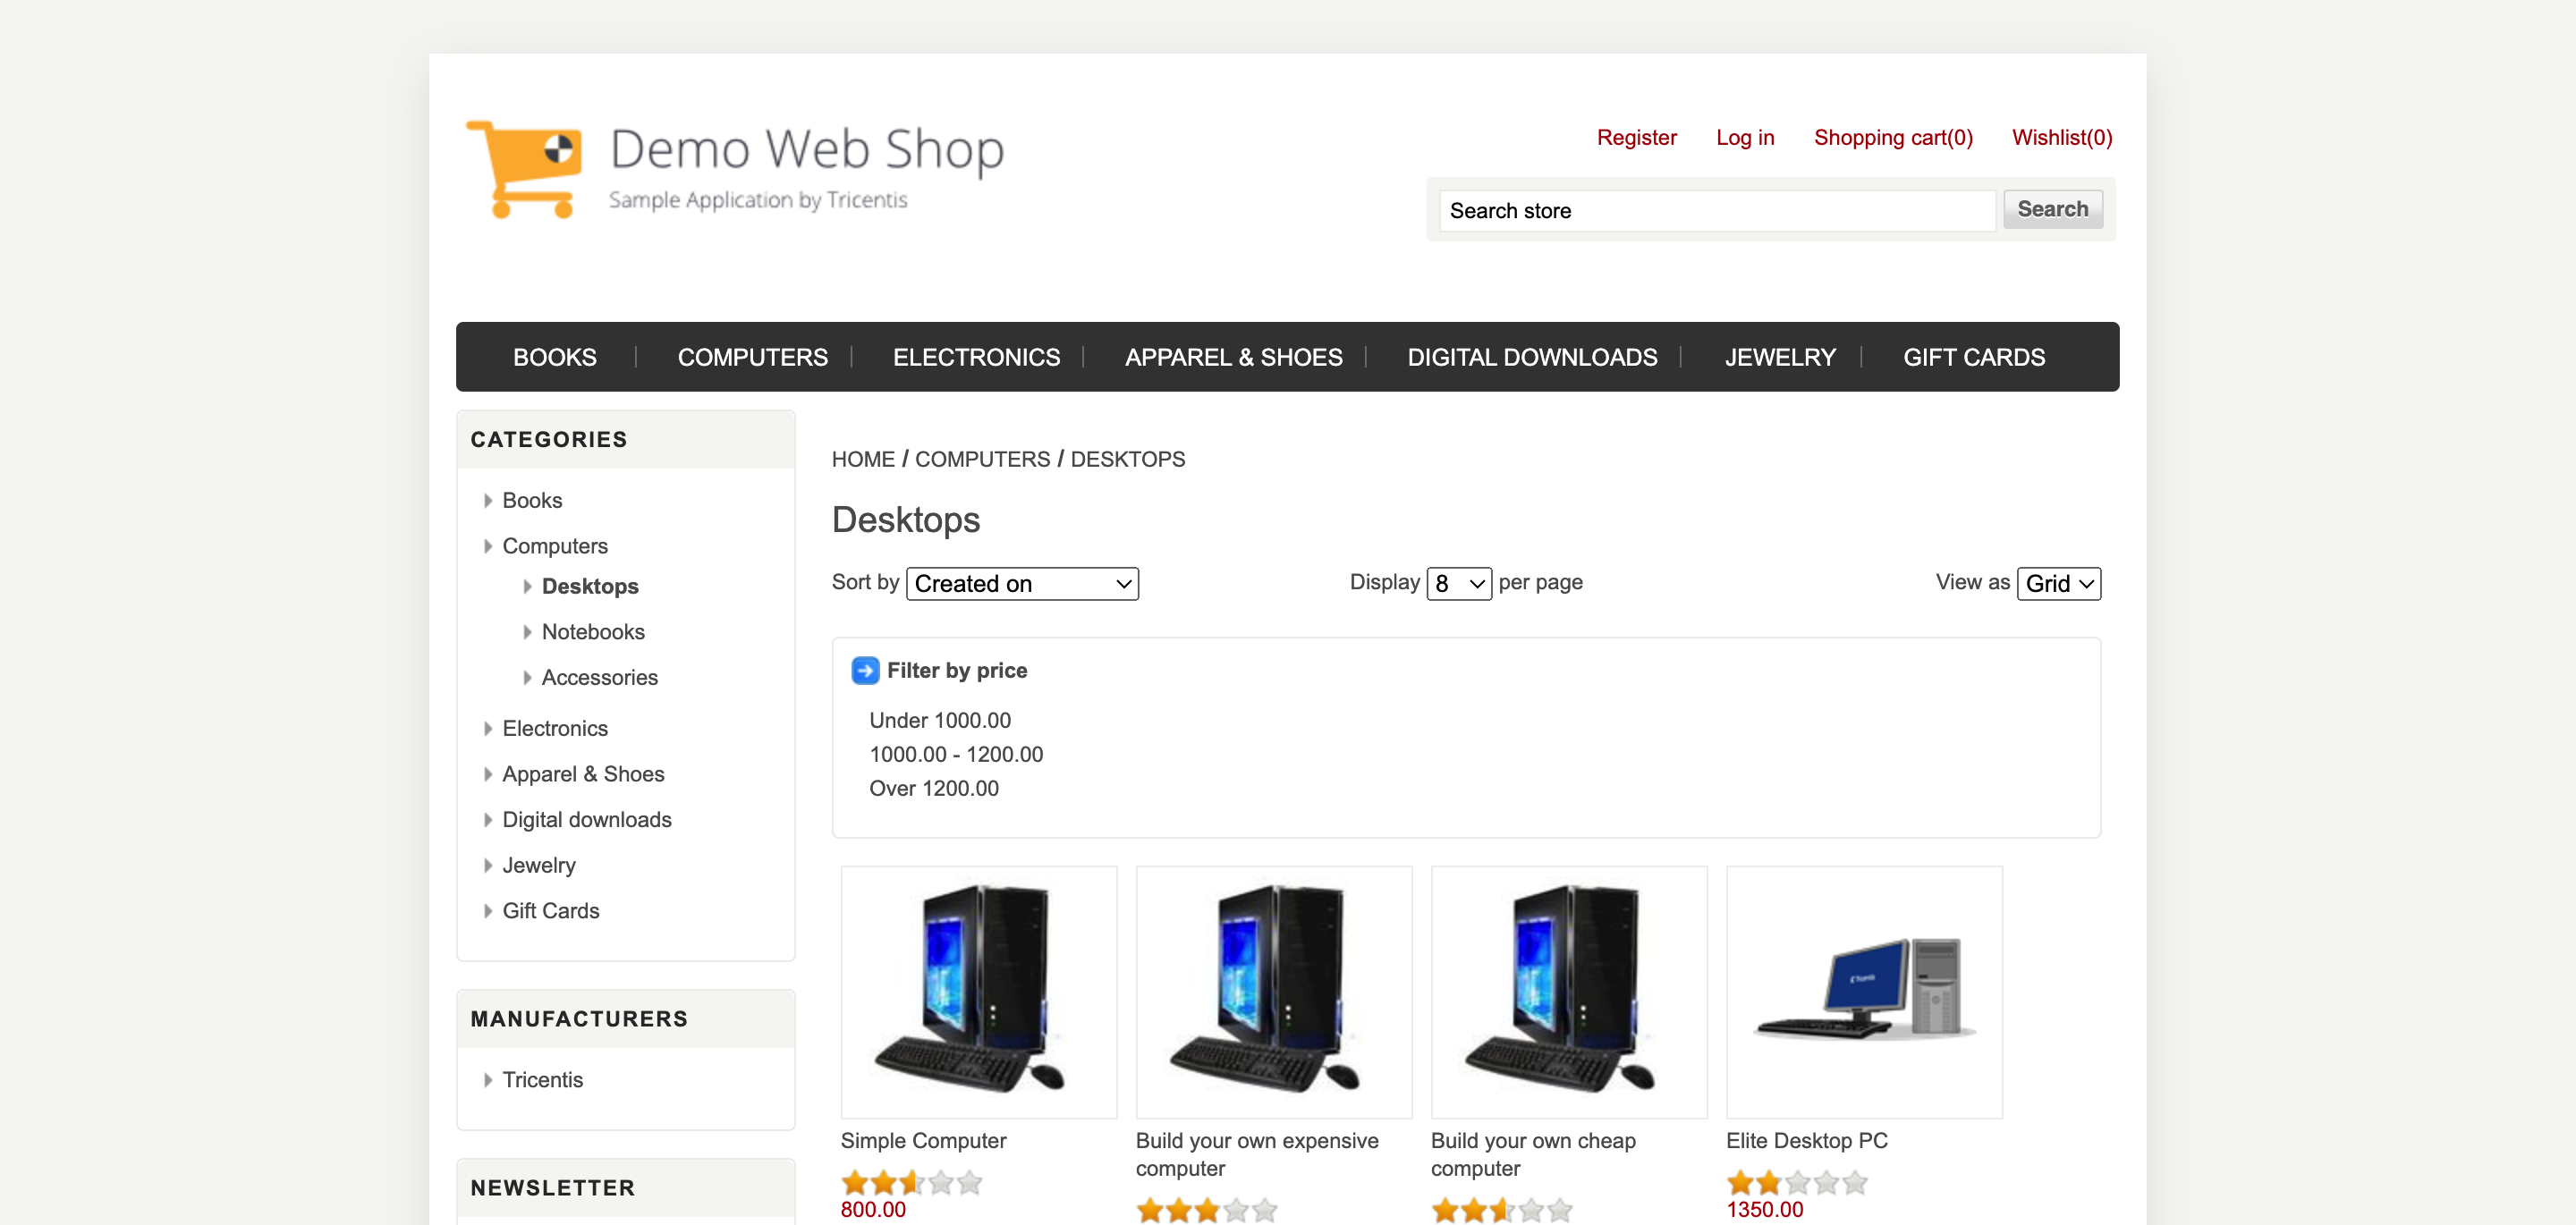 Demo Web Shop
Sample Application by Tricentis
Register Log in Shopping cart(0) Wishlist(0)
Search store Search
BOOKS COMPUTERS ELECTRONICS APPAREL & SHOES DIGITAL DOWNLOADS JEWELRY GIFT CARDS
CATEGORIES
Books
Computers
Desktops
Notebooks
Accessories
Electronics
Apparel & Shoes
Digital downloads
Jewelry
Gift Cards
MANUFACTURERS
Tricentis
NEWSLETTER
HOME / COMPUTERS / DESKTOPS
Desktops
Sort by Created on Display 8 per page View as Grid
Filter by price
Under 1000.00
1000.00 - 1200.00
Over 1200.00
Tricentis
Simple Computer
800.00
Build your own expensive
computer
Build your own cheap
computer
Elite Desktop PC
1350.00